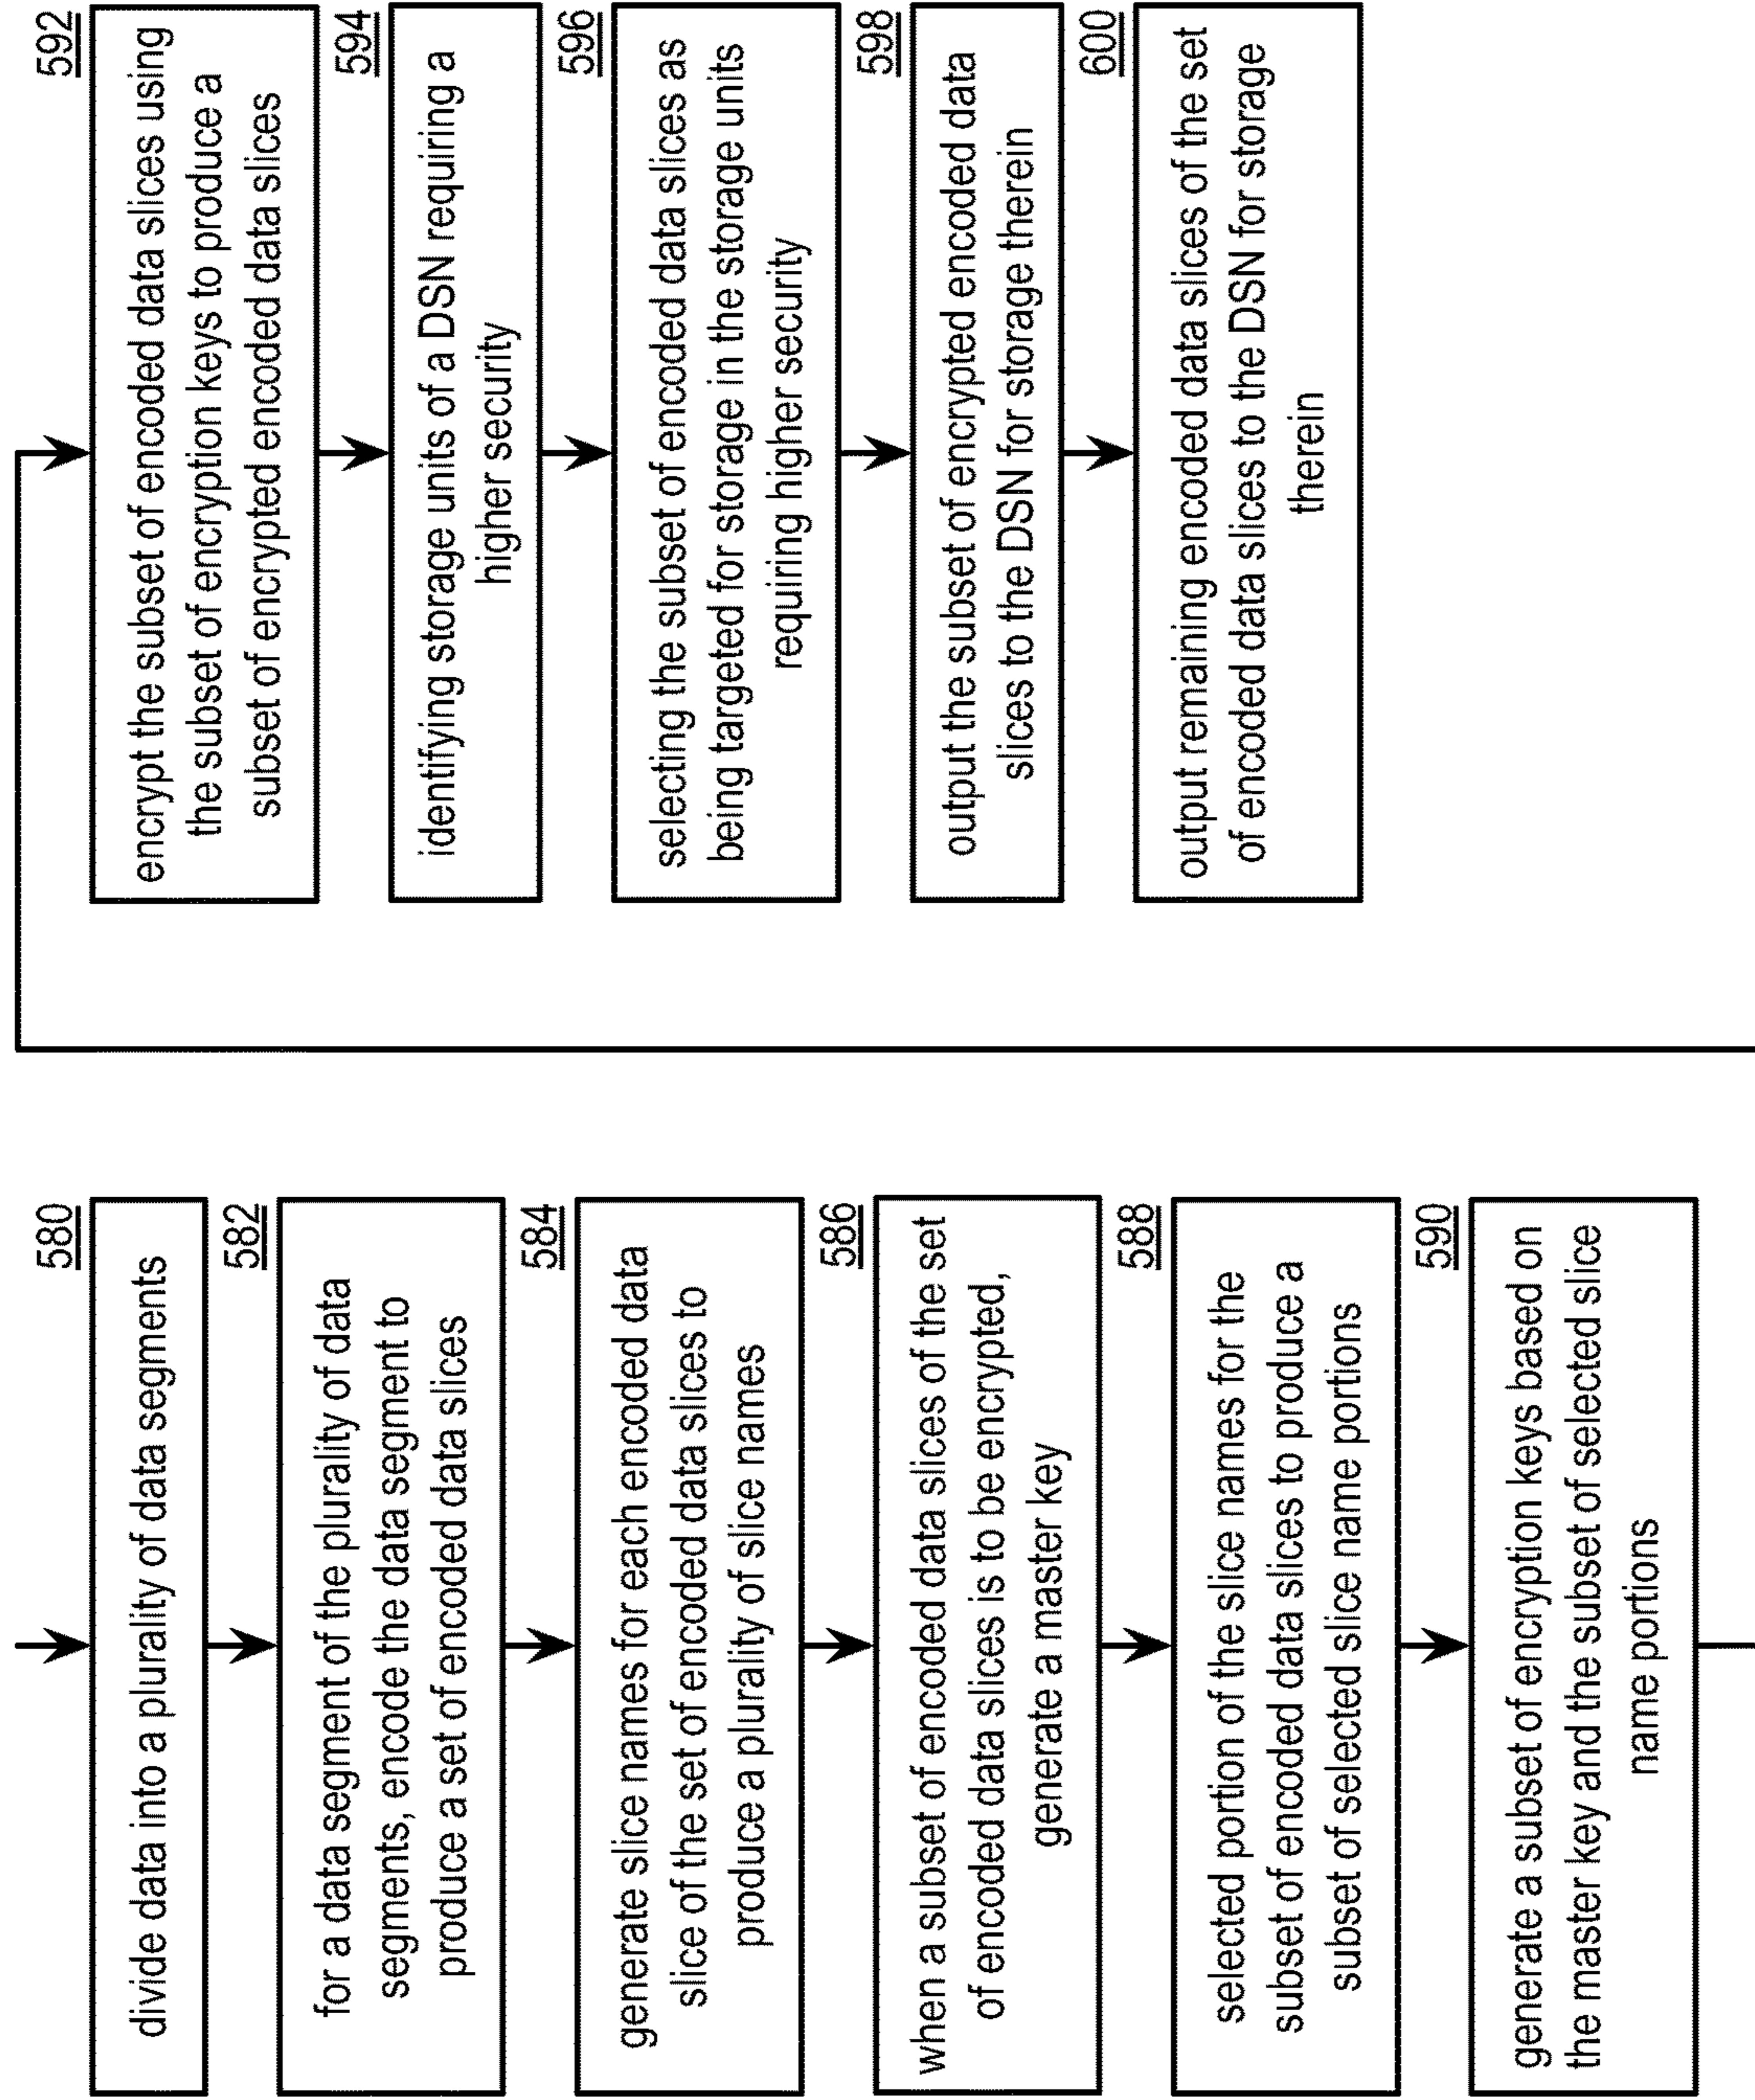 580
divide data into a plurality of data segments
582
for a data segment of the plurality of data
segments, encode the data segment to
produce a set of encoded data slices
584
generate slice names for each encoded data
slice of the set of encoded data slices to
produce a plurality of slice names
586
when a subset of encoded data slices of the set
of encoded data slices is to be encrypted,
generate a master key
588
selected portion of the slice names for the
subset of encoded data slices to produce a
subset of selected slice name portions
590
generate a subset of encryption keys based on
the master key and the subset of selected slice
name portions
592
encrypt the subset of encoded data slices using
the subset of encryption keys to produce a
subset of encrypted encoded data slices
594
identifying storage units of a DSN requiring a
higher security
596
selecting the subset of encoded data slices as
being targeted for storage in the storage units
requiring higher security
598
output the subset of encrypted encoded data
slices to the DSN for storage therein
600
output remaining encoded data slices of the set
of encoded data slices to the DSN for storage
therein